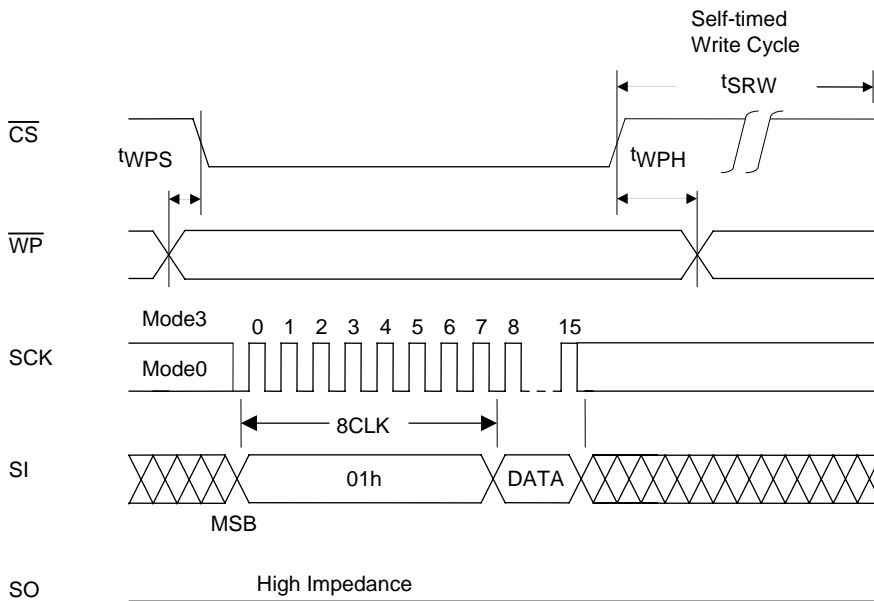 Self-timed
Write Cycle
tSRW
CS
tWPS
tWPH
WP
Mode3
0 1 2 3 4 5 6 7 8 15
SCK
Mode0
8CLK
SI
01h
DATA
MSB
SO
High Impedance